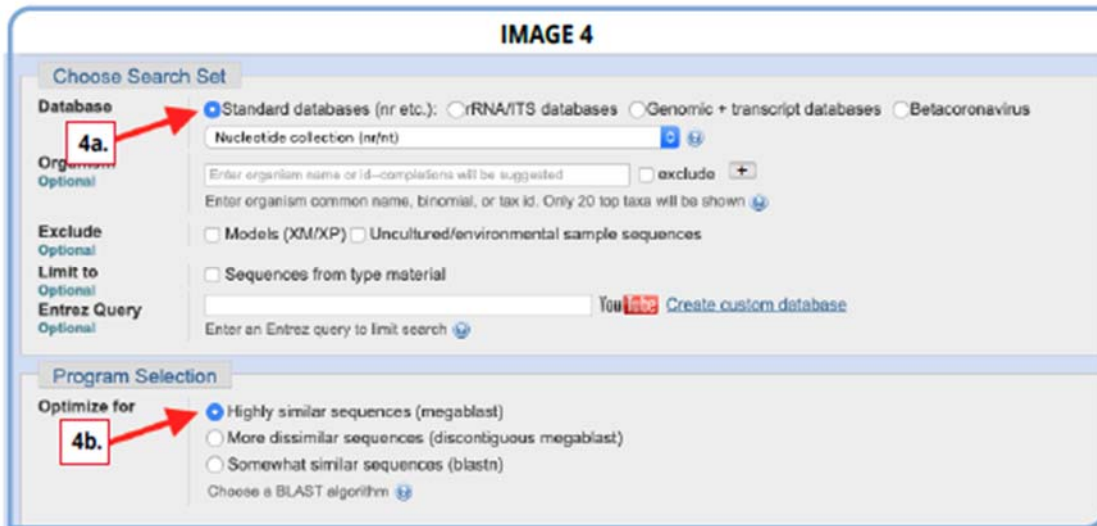 IMAGE 4
Choose Search Set
Database
Standard databases (nr etc.): rRNA/ITS databases Genomic + transcript databases Betacoronavirus
4a.
Nucleotide collection (nr/nt)
Organism
Optional
Enter organism name or id--completions will be suggested exclude +
Enter organism common name, binomial, or tax id. Only 20 top taxa will be shown
Exclude
Optional
Models (XM/XP) Uncultured/environmental sample sequences
Limit to
Optional
Sequences from type material
Entrez Query
Optional
YouTube Create custom database
Enter an Entrez query to limit search
Program Selection
Optimize for
4b.
Highly similar sequences (megablast)
More dissimilar sequences (discontiguous megablast)
Somewhat similar sequences (blastn)
Choose a BLAST algorithm